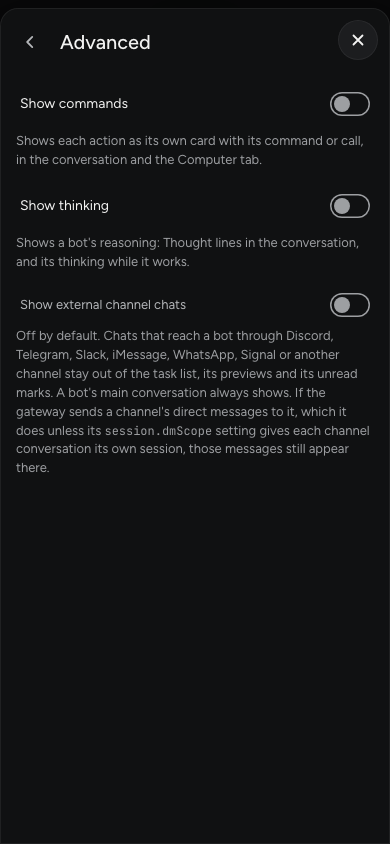 Advanced
Show commands
Shows each action as its own card with its command or call,
in the conversation and the Computer tab.
Show thinking
Shows a bot's reasoning: Thought lines in the conversation,
and its thinking while it works.
Show external channel chats
Off by default. Chats that reach a bot through Discord,
Telegram, Slack, iMessage, WhatsApp, Signal or another
channel stay out of the task list, its previews and its unread
marks. A bot's main conversation always shows. If the
gateway sends a channel's direct messages to it, which it
does unless its session.dmScope setting gives each channel
conversation its own session, those messages still appear
there.